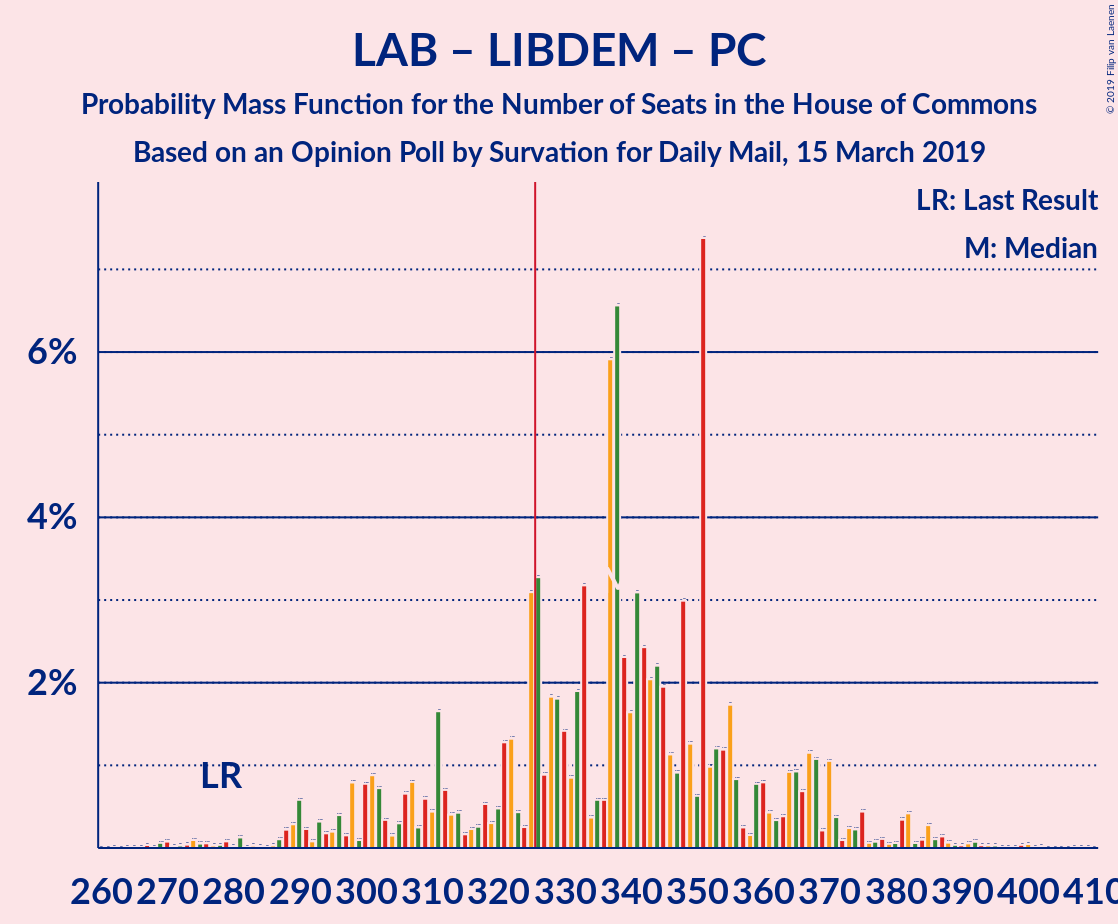 LAB – LIBDEM – PC
Probability Mass Function for the Number of Seats in the House of Commons
Based on an Opinion Poll by Survation for Daily Mail, 15 March 2019
© 2019 Filip van Laenen
LR: Last Result
M: Median
6%
4%
2%
LR
260 270 280 290 300 310 320 330 340 350 360 370 380 390 400 410